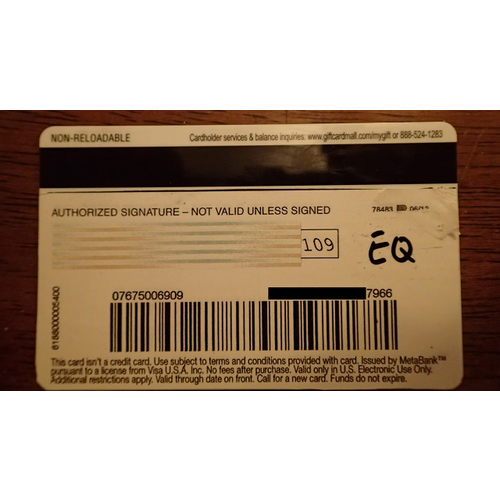 NON-RELOADABLE Cardholder services & balance inquiries: www.giftcardmall.com/mygift or 888-524-1283
AUTHORIZED SIGNATURE – NOT VALID UNLESS SIGNED 78483 06/13
109 EQ
07675006909 7966
6188000005400
This card isn't a credit card. Use subject to terms and conditions provided with card. Issued by MetaBank™
pursuant to a license from Visa U.S.A. Inc. No fees after purchase. Valid only in U.S. Electronic Use Only.
Additional restrictions apply. Valid through date on front. Call for a new card. Funds do not expire.